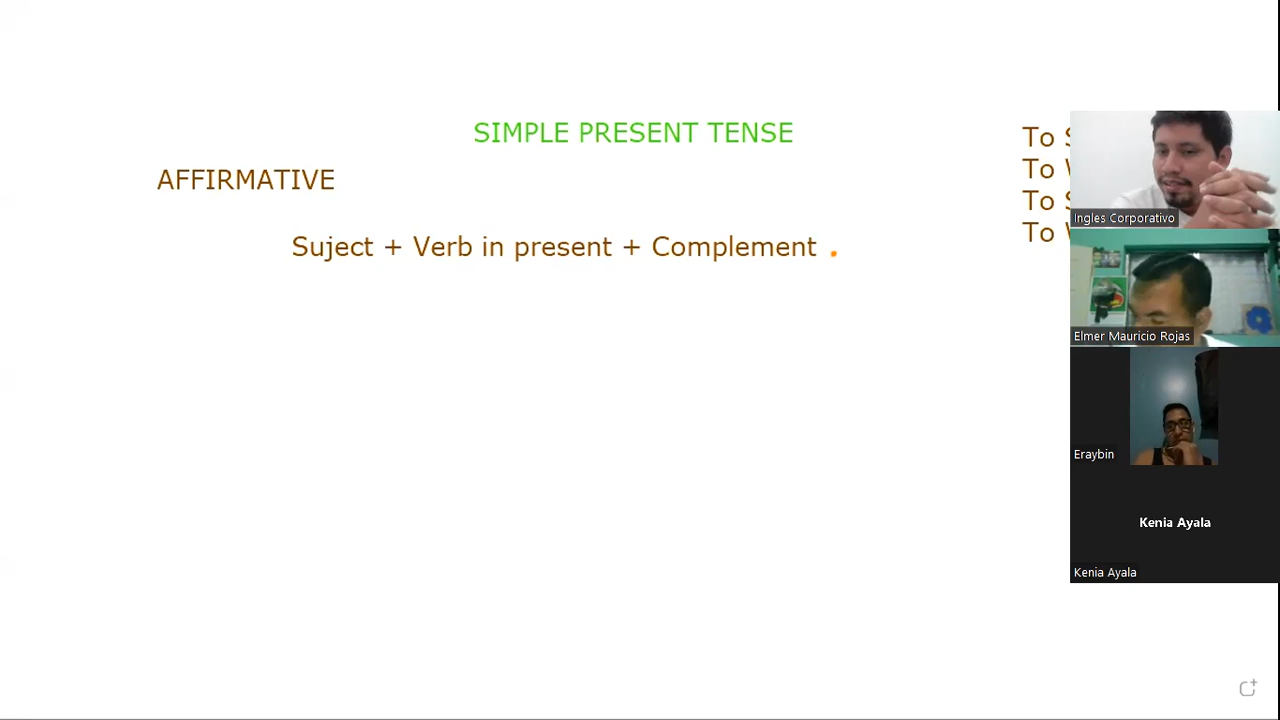 SIMPLE PRESENT TENSE
AFFIRMATIVE
Suject + Verb in present + Complement .
To
To
To
To
Ingles Corporativo
Elmer Mauricio Rojas
Eraybin
Kenia Ayala
Kenia Ayala